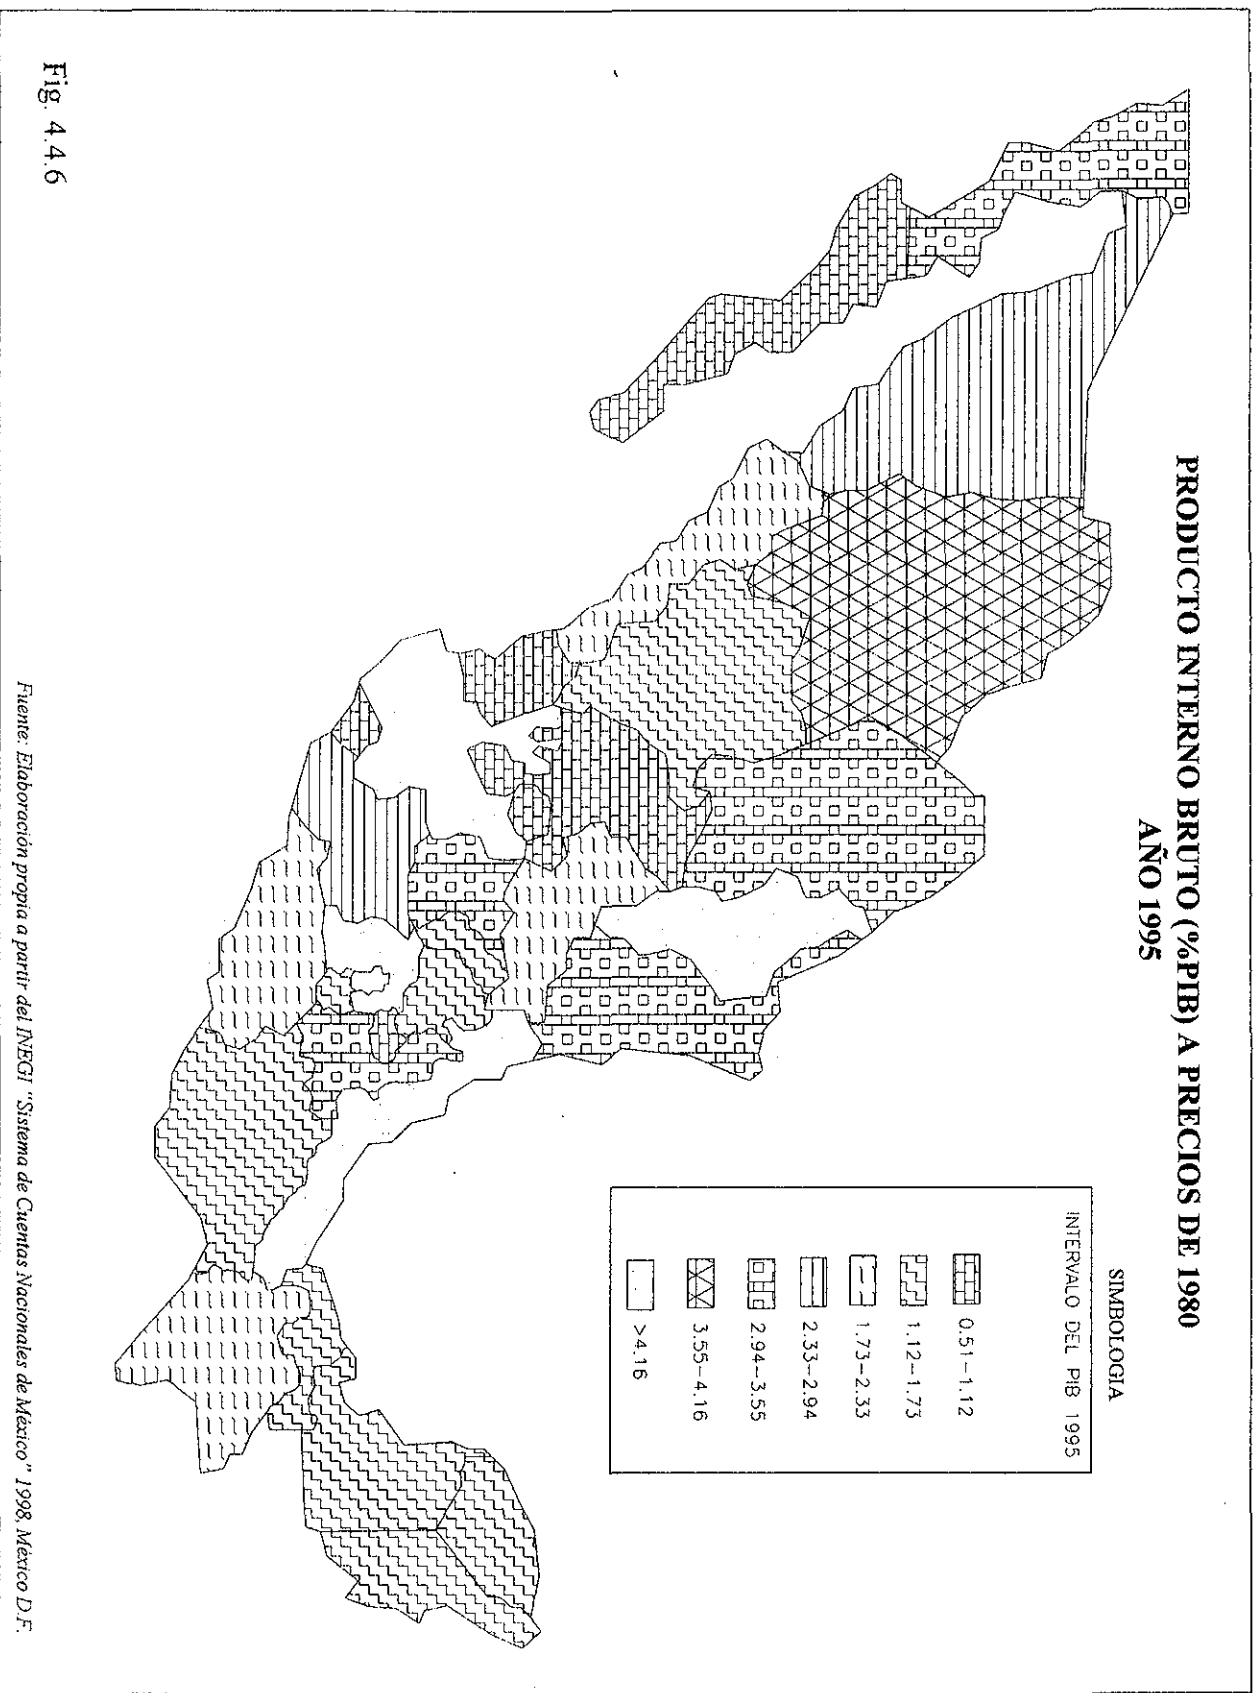 PRODUCTO INTERNO BRUTO (%PIB) A PRECIOS DE 1980
AÑO 1995
SIMBOLOGIA
INTERVALO DEL PIB 1995
0.51-1.12
1.12-1.73
1.73-2.33
2.33-2.94
2.94-3.55
3.55-4.16
>4.16
Fig. 4.4.6
Fuente: Elaboración propia a partir del INEGI "Sistema de Cuentas Nacionales de México" 1998, México D.F.